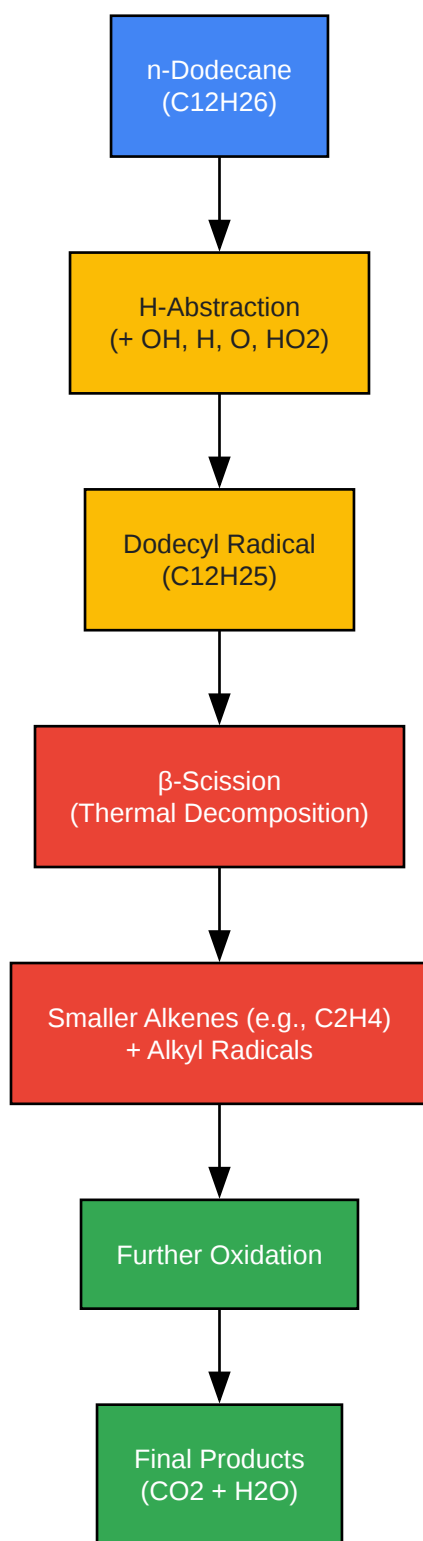 n-Dodecane
(C12H26)
H-Abstraction
(+ OH, H, O, HO2)
Dodecyl Radical
(C12H25)
β-Scission
(Thermal Decomposition)
Smaller Alkenes (e.g., C2H4)
+ Alkyl Radicals
Further Oxidation
Final Products
(CO2 + H2O)